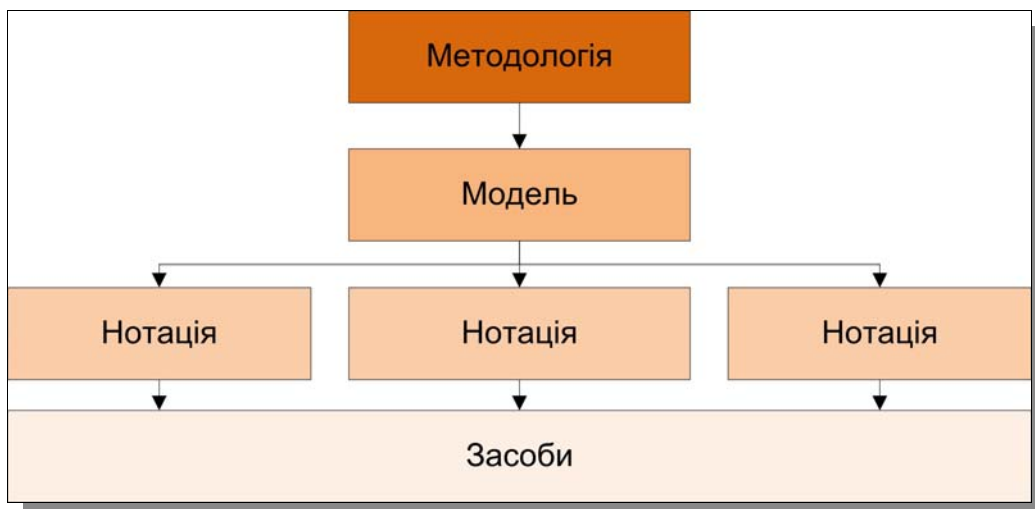 Методологія
Модель
Нотація
Нотація
Нотація
Засоби